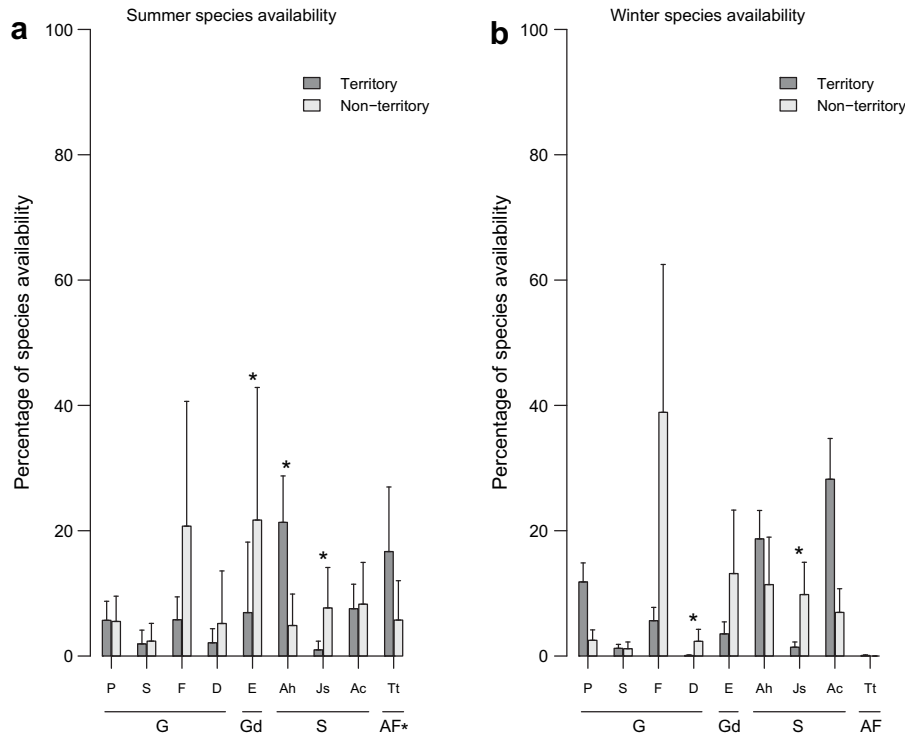 a
Summer species availability
Territory
Non−territory
Percentage of species availability
100
80
60
40
20
0
*
*
*
P S F D E Ah Js Ac Tt
G Gd S AF*
b
Winter species availability
Territory
Non−territory
Percentage of species availability
100
80
60
40
20
0
*
*
P S F D E Ah Js Ac Tt
G Gd S AF